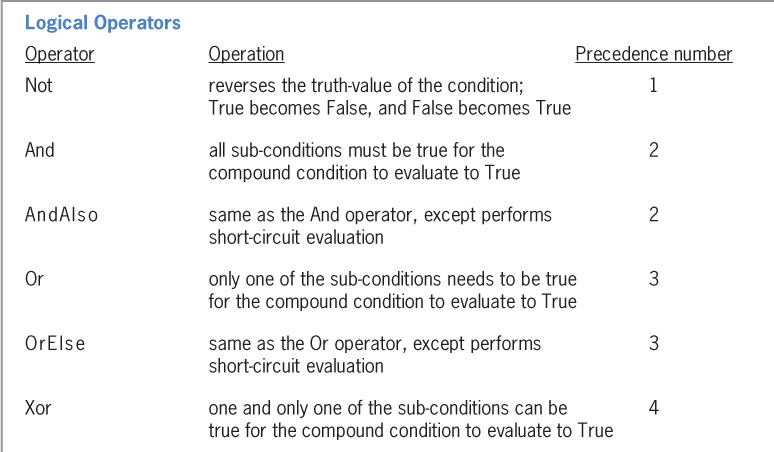 Logical Operators
Operator Operation Precedence number
Not reverses the truth-value of the condition; 1
True becomes False, and False becomes True
And all sub-conditions must be true for the 2
compound condition to evaluate to True
AndAlso same as the And operator, except performs 2
short-circuit evaluation
Or only one of the sub-conditions needs to be true 3
for the compound condition to evaluate to True
OrElse same as the Or operator, except performs 3
short-circuit evaluation
Xor one and only one of the sub-conditions can be 4
true for the compound condition to evaluate to True